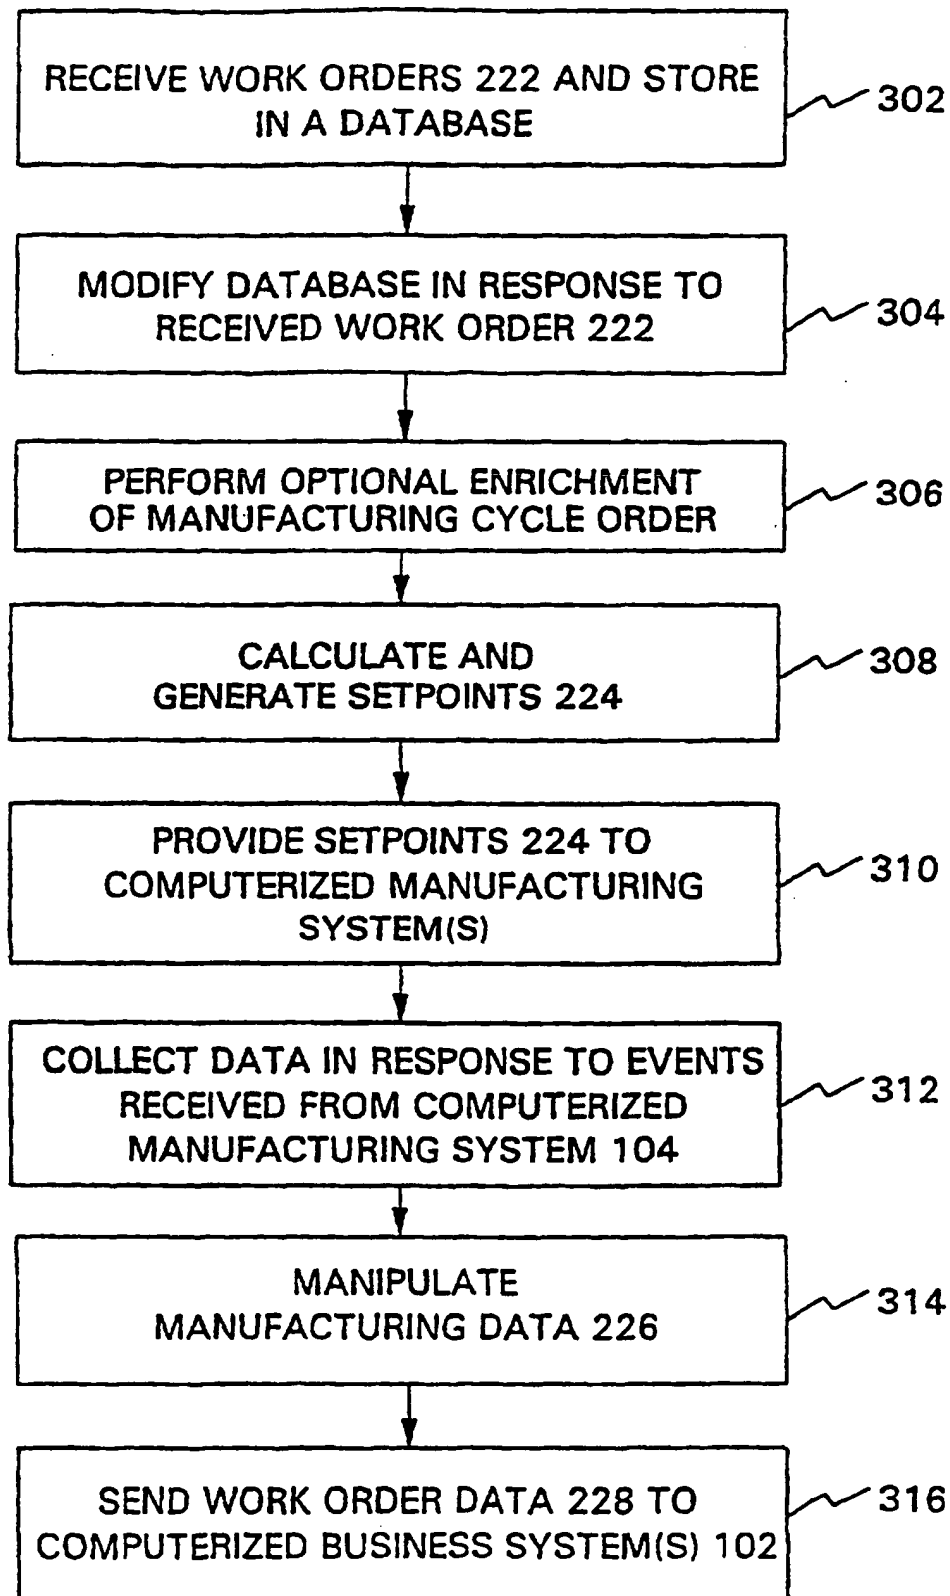 RECEIVE WORK ORDERS 222 AND STORE
IN A DATABASE
302
MODIFY DATABASE IN RESPONSE TO
RECEIVED WORK ORDER 222
304
PERFORM OPTIONAL ENRICHMENT
OF MANUFACTURING CYCLE ORDER
306
CALCULATE AND
GENERATE SETPOINTS 224
308
PROVIDE SETPOINTS 224 TO
COMPUTERIZED MANUFACTURING
SYSTEM(S)
310
COLLECT DATA IN RESPONSE TO EVENTS
RECEIVED FROM COMPUTERIZED
MANUFACTURING SYSTEM 104
312
MANIPULATE
MANUFACTURING DATA 226
314
SEND WORK ORDER DATA 228 TO
COMPUTERIZED BUSINESS SYSTEM(S) 102
316